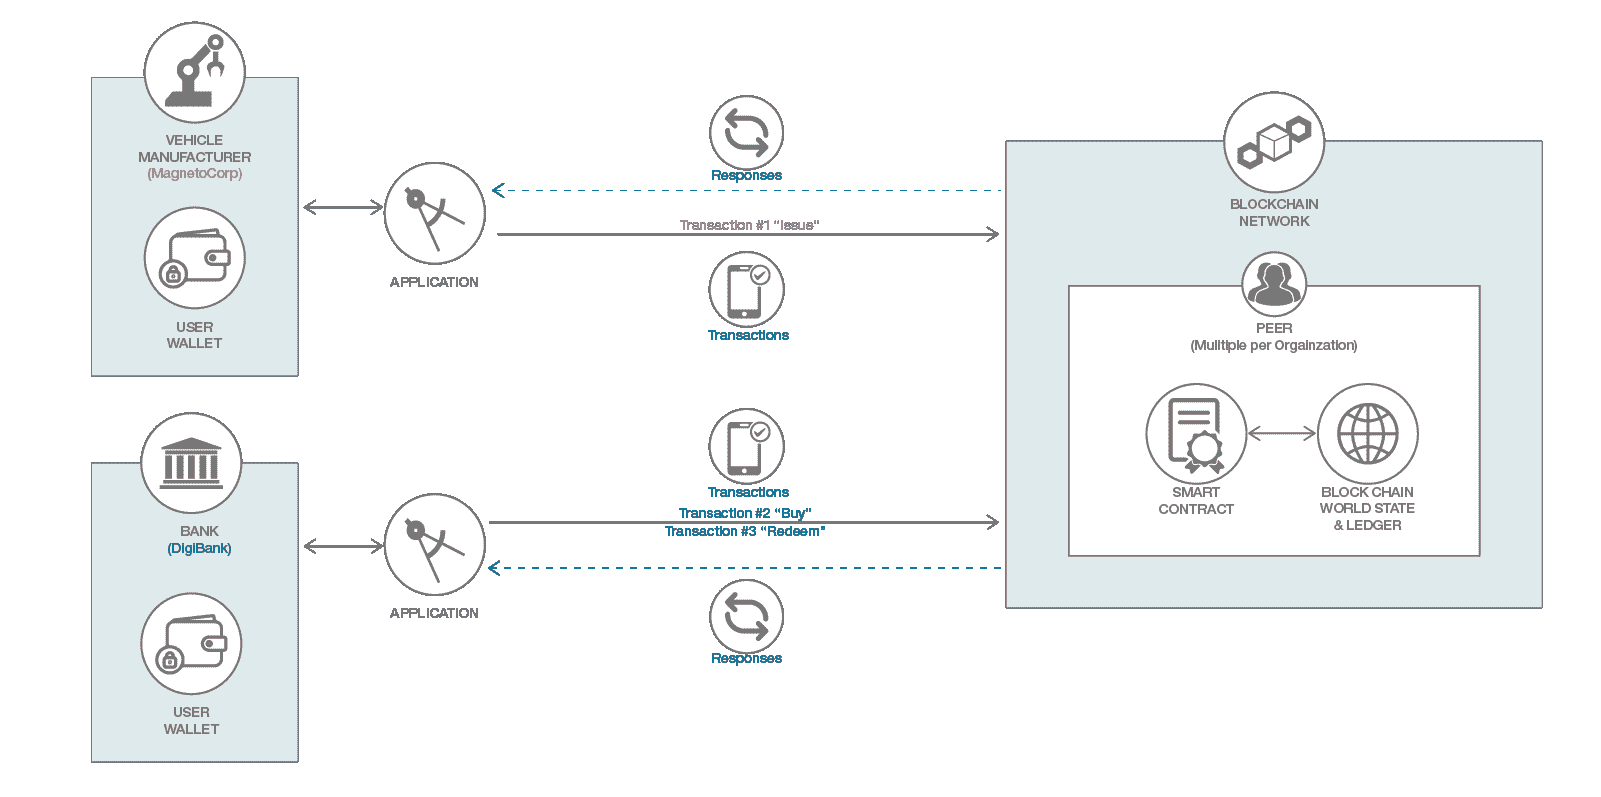 VEHICLE
MANUFACTURER
(MagnetoCorp)
USER
WALLET
APPLICATION
Responses
Transaction #1 “Issue”
Transactions
BANK
(DigiBank)
USER
WALLET
APPLICATION
Transactions
Transaction #2 “Buy”
Transaction #3 “Redeem”
Responses
BLOCKCHAIN
NETWORK
PEER
(Mulitiple per Orgainzation)
SMART
CONTRACT
BLOCK CHAIN
WORLD STATE
& LEDGER